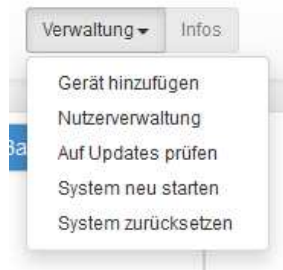 Verwaltung Infos
Gerät hinzufügen
Nutzerverwaltung
Auf Updates prüfen
System neu starten
System zurücksetzen